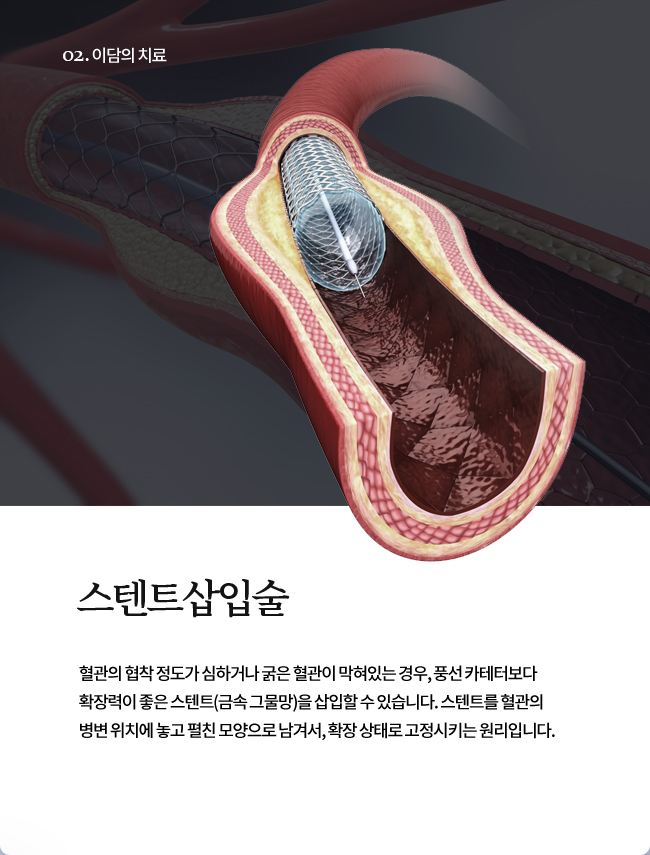 02. 이담의 치료
스텐트삽입술
혈관의 협착 정도가 심하거나 굵은 혈관이 막혀있는 경우, 풍선 카테터보다
확장력이 좋은 스텐트(금속 그물망)을 삽입할 수 있습니다. 스텐트를 혈관의
병변 위치에 놓고 펼친 모양으로 남겨서, 확장 상태로 고정시키는 원리입니다.